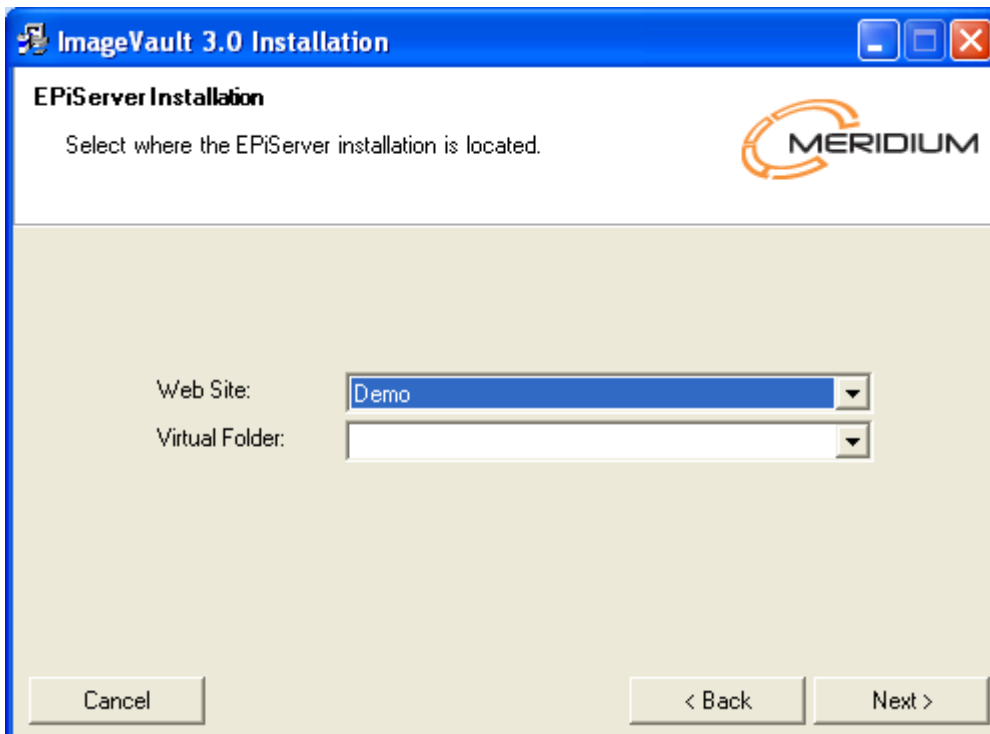 ImageVault 3.0 Installation
EPiServer Installation
Select where the EPiServer installation is located.
MERIDIUM
Web Site:
Demo
Virtual Folder:
Cancel
< Back
Next >